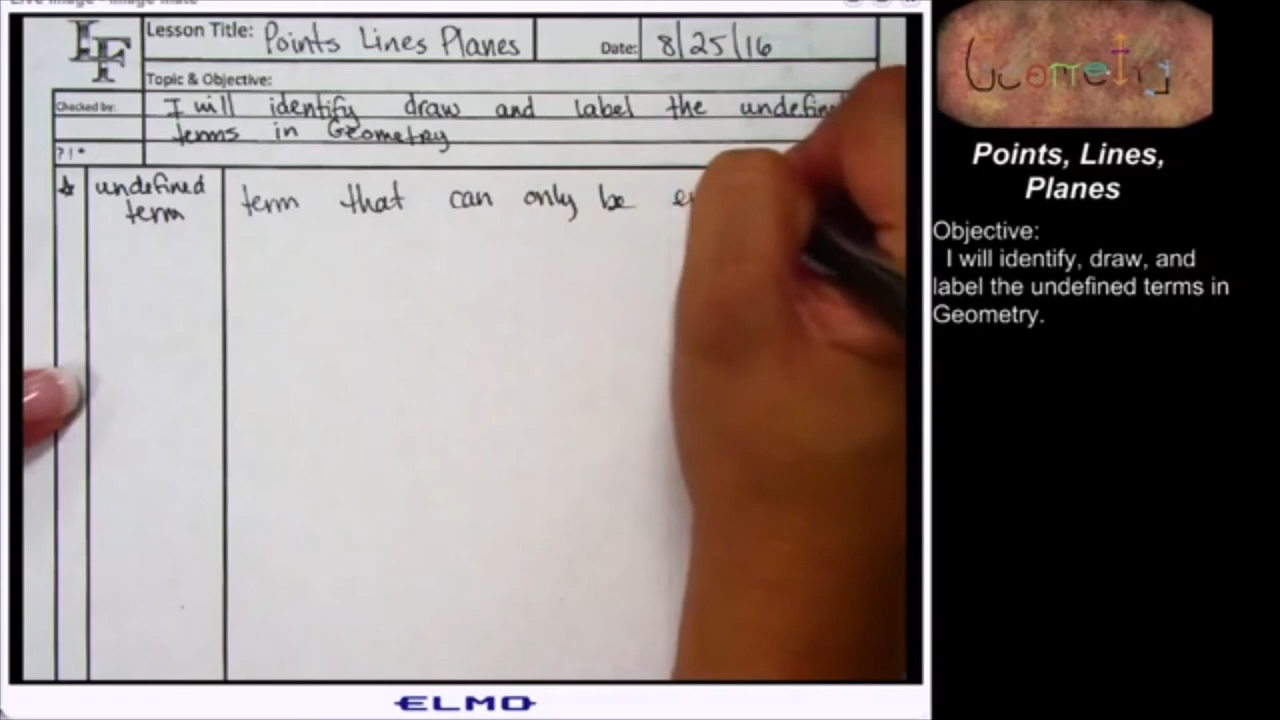 LF
Lesson Title: Points Lines Planes
Date: 8/25/16
Topic & Objective:
Checked by:
I will identify draw and label the undefin
terms in Geometry
? ! *
undefined
term
term that can only be
ELMO
Geometry
Points, Lines,
Planes
Objective:
I will identify, draw, and
label the undefined terms in
Geometry.